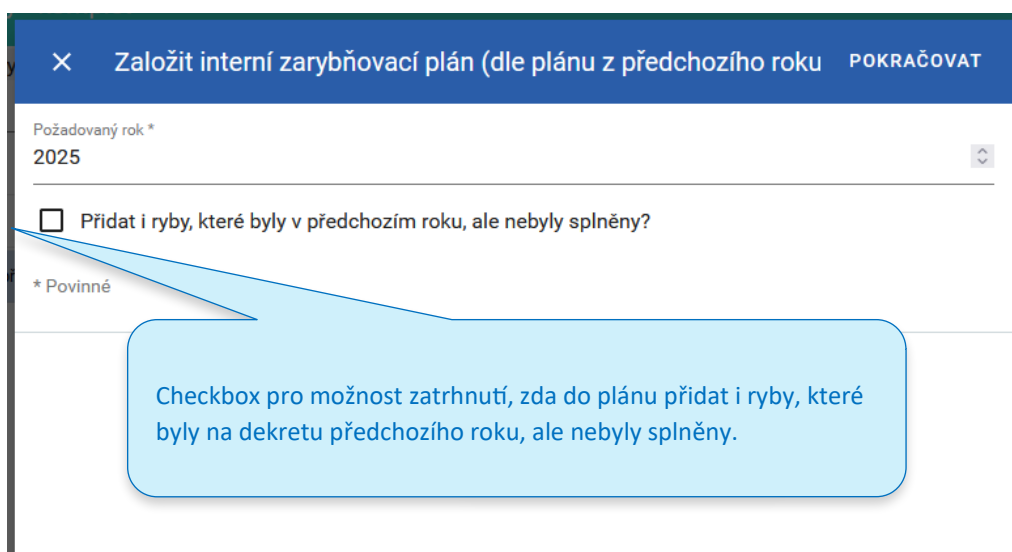 Založit interní zarybňovací plán (dle plánu z předchozího roku POKRAČOVAT
Požadovaný rok *
2025
Přidat i ryby, které byly v předchozím roku, ale nebyly splněny?
* Povinné
Checkbox pro možnost zatrhnutí, zda do plánu přidat i ryby, které
byly na dekretu předchozího roku, ale nebyly splněny.